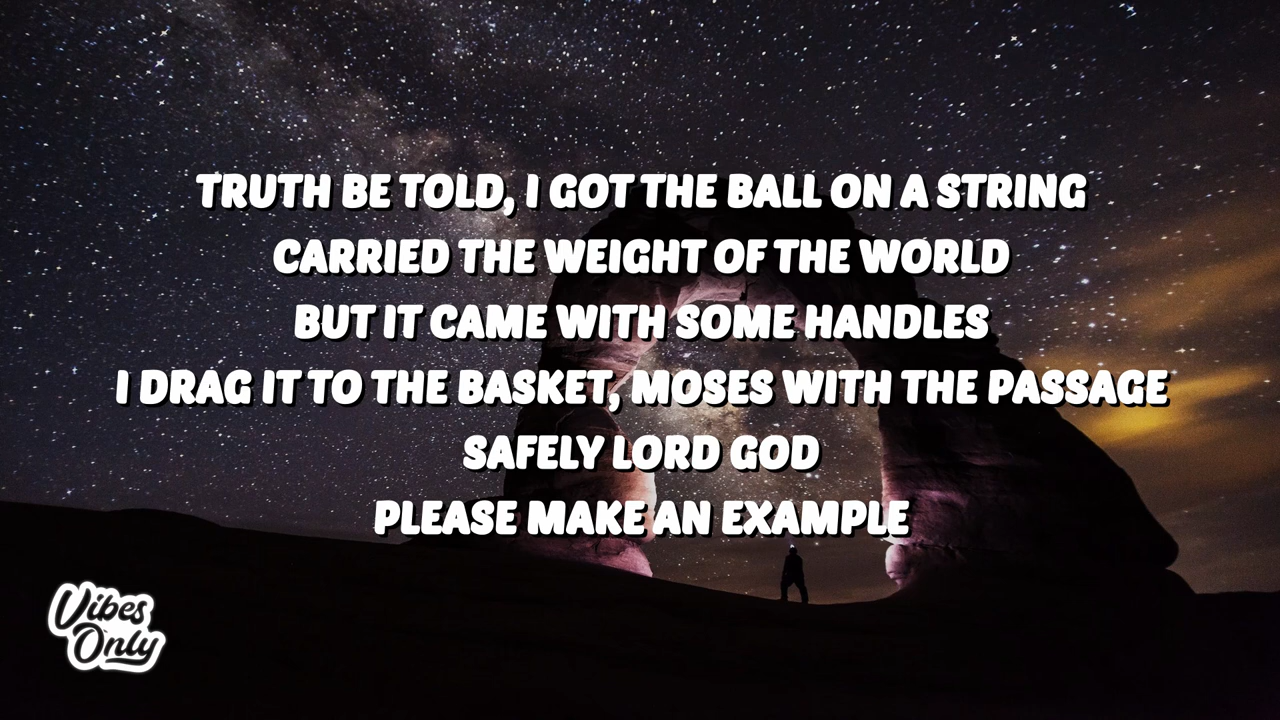 TRUTH BE TOLD, I GOT THE BALL ON A STRING
CARRIED THE WEIGHT OF THE WORLD
BUT IT CAME WITH SOME HANDLES
I DRAG IT TO THE BASKET, MOSES WITH THE PASSAGE
SAFELY LORD GOD
PLEASE MAKE AN EXAMPLE
Vibes
Only